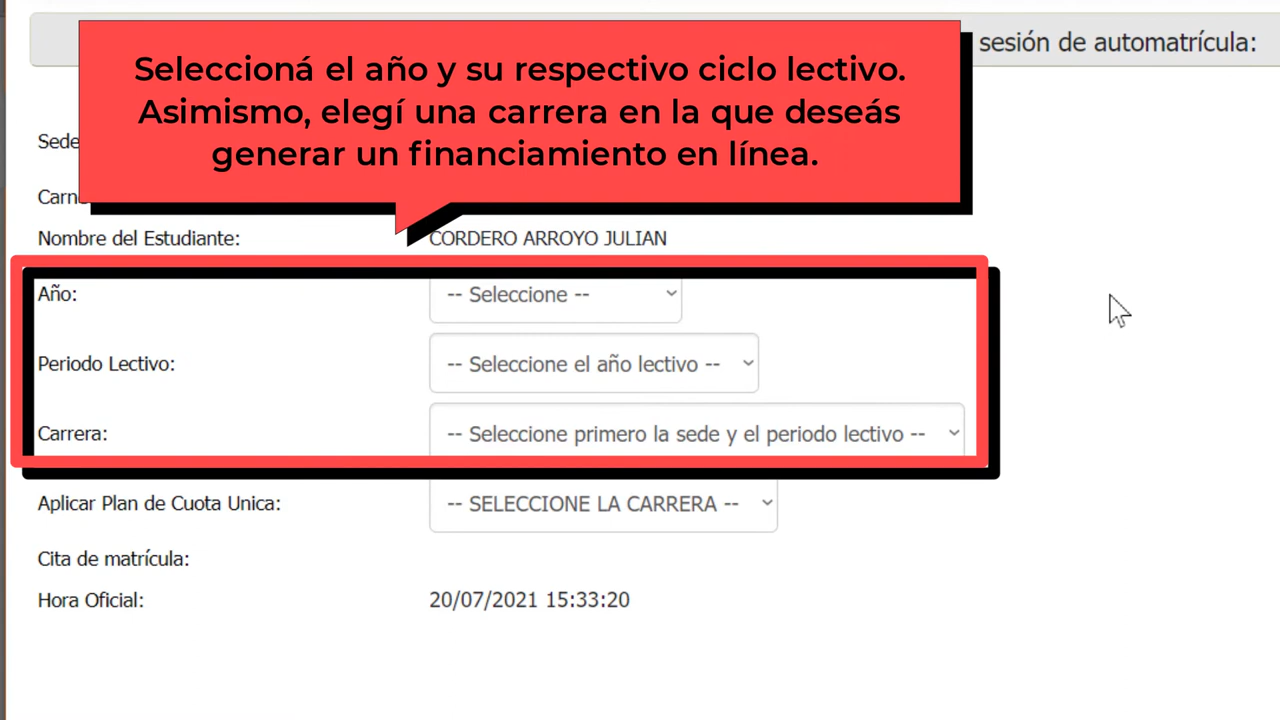 sesión de automatrícula:
Seleccioná el año y su respectivo ciclo lectivo.
Asimismo, elegí una carrera en la que deseás
generar un financiamiento en línea.
Sede
Carn
Nombre del Estudiante: CORDERO ARROYO JULIAN
Año: -- Seleccione --
Periodo Lectivo: -- Seleccione el año lectivo --
Carrera: -- Seleccione primero la sede y el periodo lectivo --
Aplicar Plan de Cuota Unica: -- SELECCIONE LA CARRERA --
Cita de matrícula:
Hora Oficial: 20/07/2021 15:33:20